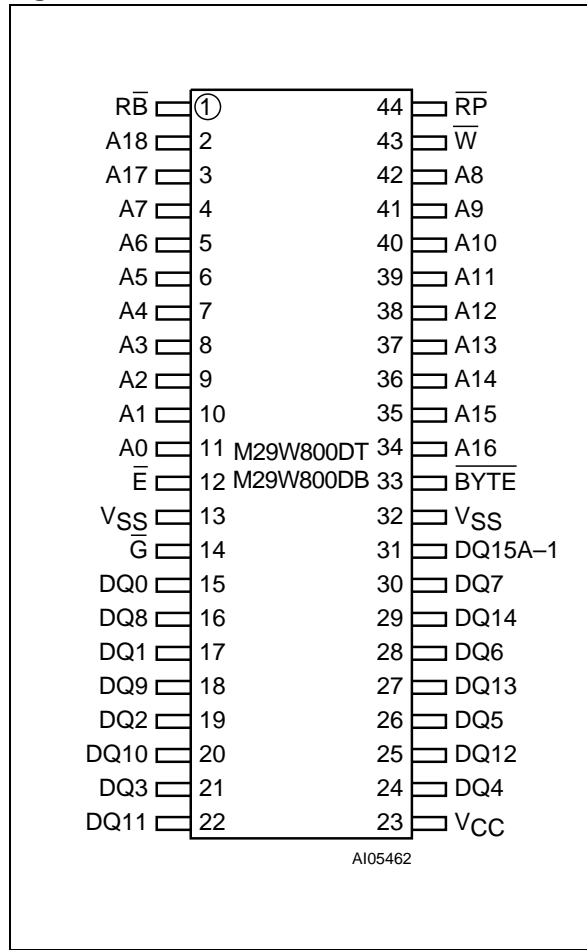 RB̅ 1 44 R̅P̅
A18 2 43 W̅
A17 3 42 A8
A7 4 41 A9
A6 5 40 A10
A5 6 39 A11
A4 7 38 A12
A3 8 37 A13
A2 9 36 A14
A1 10 35 A15
A0 11 M29W800DT 34 A16
E̅ 12 M29W800DB 33 B̅Y̅T̅E̅
VSS 13 32 VSS
G̅ 14 31 DQ15A–1
DQ0 15 30 DQ7
DQ8 16 29 DQ14
DQ1 17 28 DQ6
DQ9 18 27 DQ13
DQ2 19 26 DQ5
DQ10 20 25 DQ12
DQ3 21 24 DQ4
DQ11 22 23 VCC
AI05462